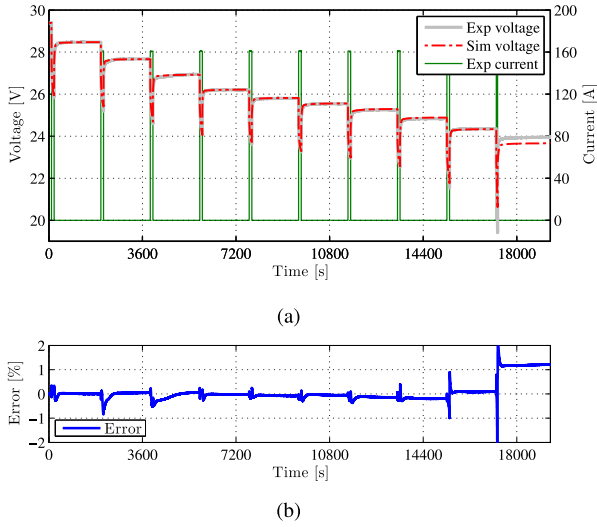 30
28
26
24
22
20
Voltage [V]
200
160
120
80
40
0
Current [A]
Exp voltage
Sim voltage
Exp current
0 3600 7200 10800 14400 18000
Time [s]
(a)
2
1
0
−1
−2
Error [%]
Error
0 3600 7200 10800 14400 18000
Time [s]
(b)